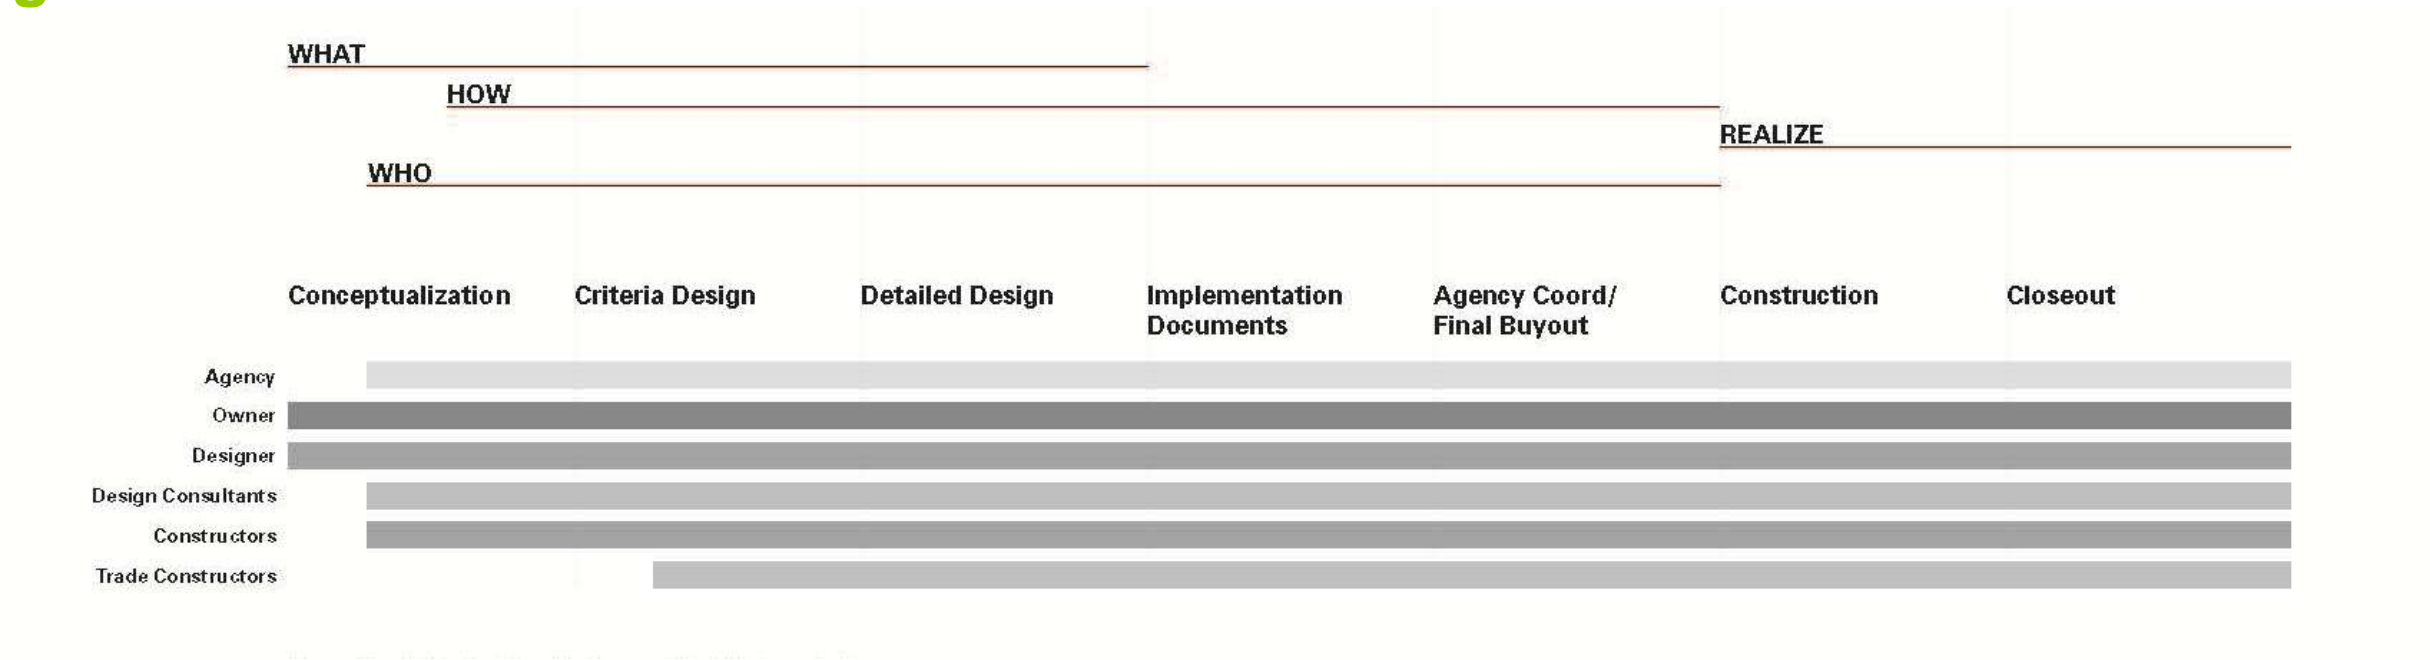 WHAT
HOW
REALIZE
WHO
Conceptualization
Criteria Design
Detailed Design
Implementation
Documents
Agency Coord/
Final Buyout
Construction
Closeout
Agency
Owner
Designer
Design Consultants
Constructors
Trade Constructors